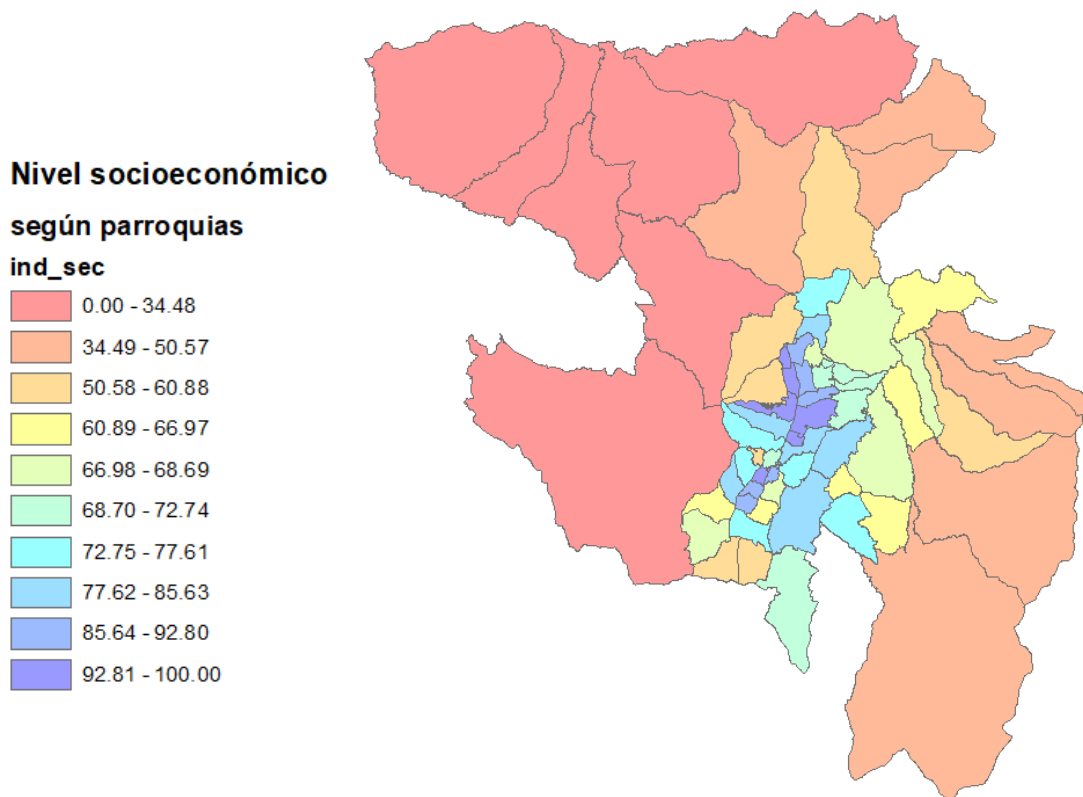 Nivel socioeconómico
según parroquias
ind_sec
0.00 - 34.48
34.49 - 50.57
50.58 - 60.88
60.89 - 66.97
66.98 - 68.69
68.70 - 72.74
72.75 - 77.61
77.62 - 85.63
85.64 - 92.80
92.81 - 100.00